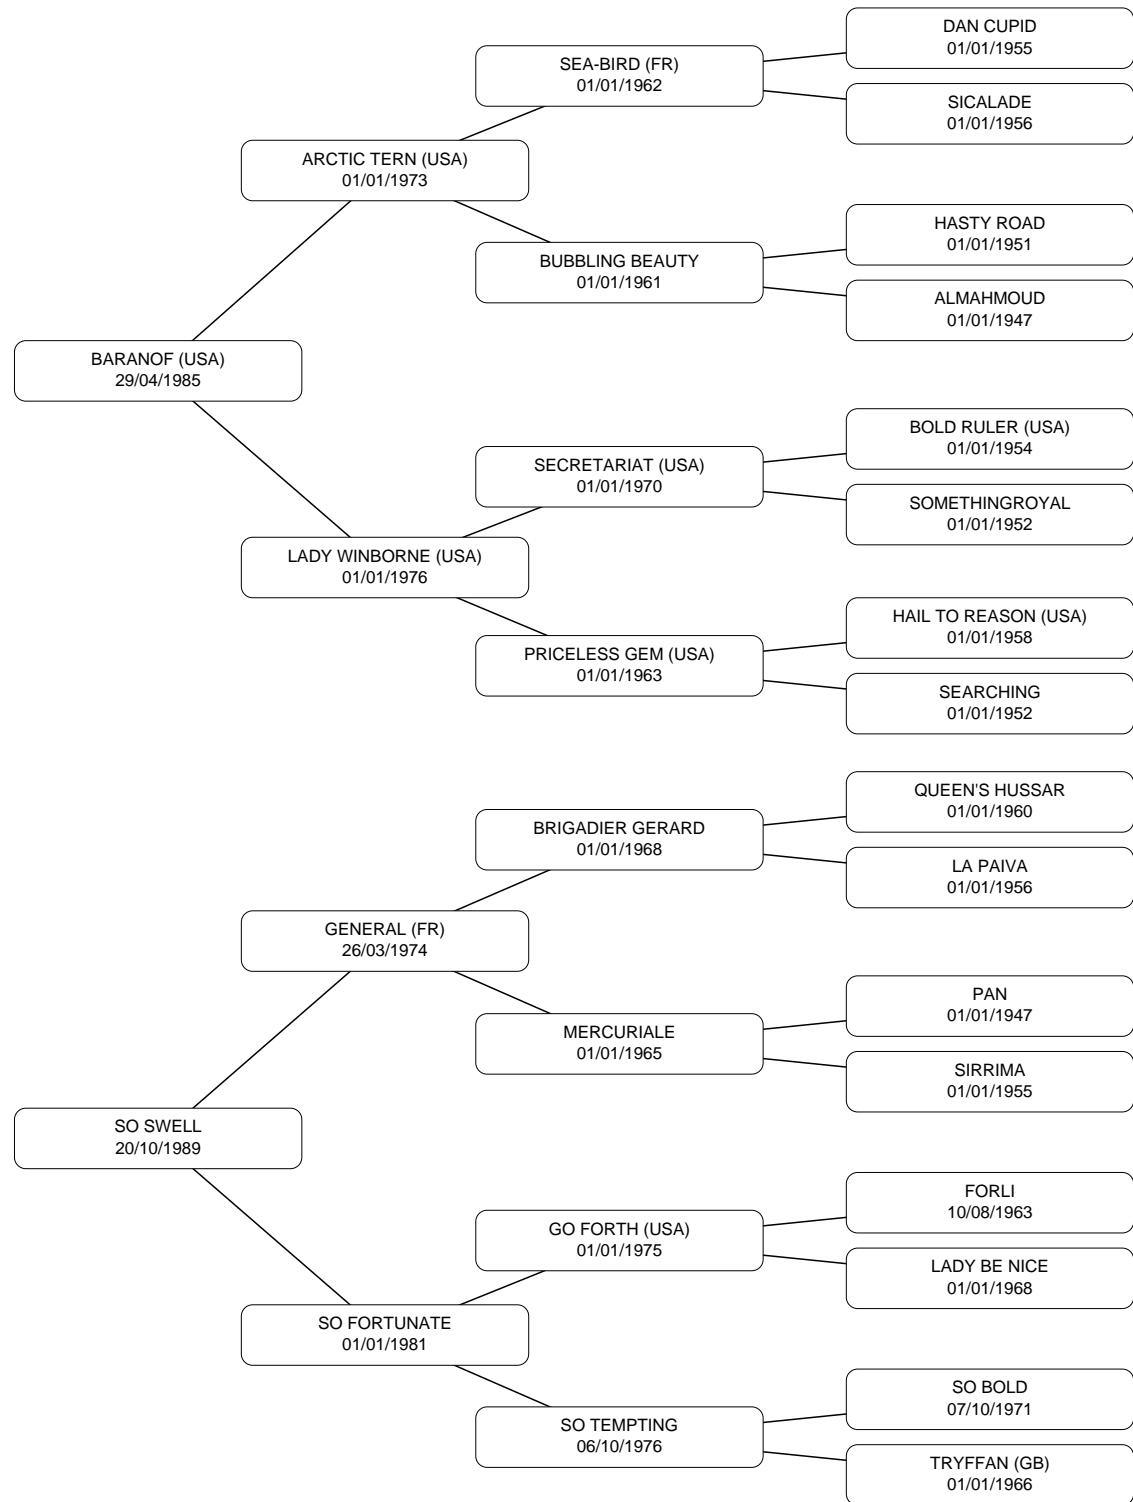 DAN CUPID
01/01/1955
SEA-BIRD (FR)
01/01/1962
SICALADE
01/01/1956
ARCTIC TERN (USA)
01/01/1973
HASTY ROAD
01/01/1951
BUBBLING BEAUTY
01/01/1961
ALMAHMOUD
01/01/1947
BARANOF (USA)
29/04/1985
BOLD RULER (USA)
01/01/1954
SECRETARIAT (USA)
01/01/1970
SOMETHINGROYAL
01/01/1952
LADY WINBORNE (USA)
01/01/1976
HAIL TO REASON (USA)
01/01/1958
PRICELESS GEM (USA)
01/01/1963
SEARCHING
01/01/1952
QUEEN'S HUSSAR
01/01/1960
BRIGADIER GERARD
01/01/1968
LA PAIVA
01/01/1956
GENERAL (FR)
26/03/1974
PAN
01/01/1947
MERCURIALE
01/01/1965
SIRRIMA
01/01/1955
SO SWELL
20/10/1989
FORLI
10/08/1963
GO FORTH (USA)
01/01/1975
LADY BE NICE
01/01/1968
SO FORTUNATE
01/01/1981
SO BOLD
07/10/1971
SO TEMPTING
06/10/1976
TRYFFAN (GB)
01/01/1966